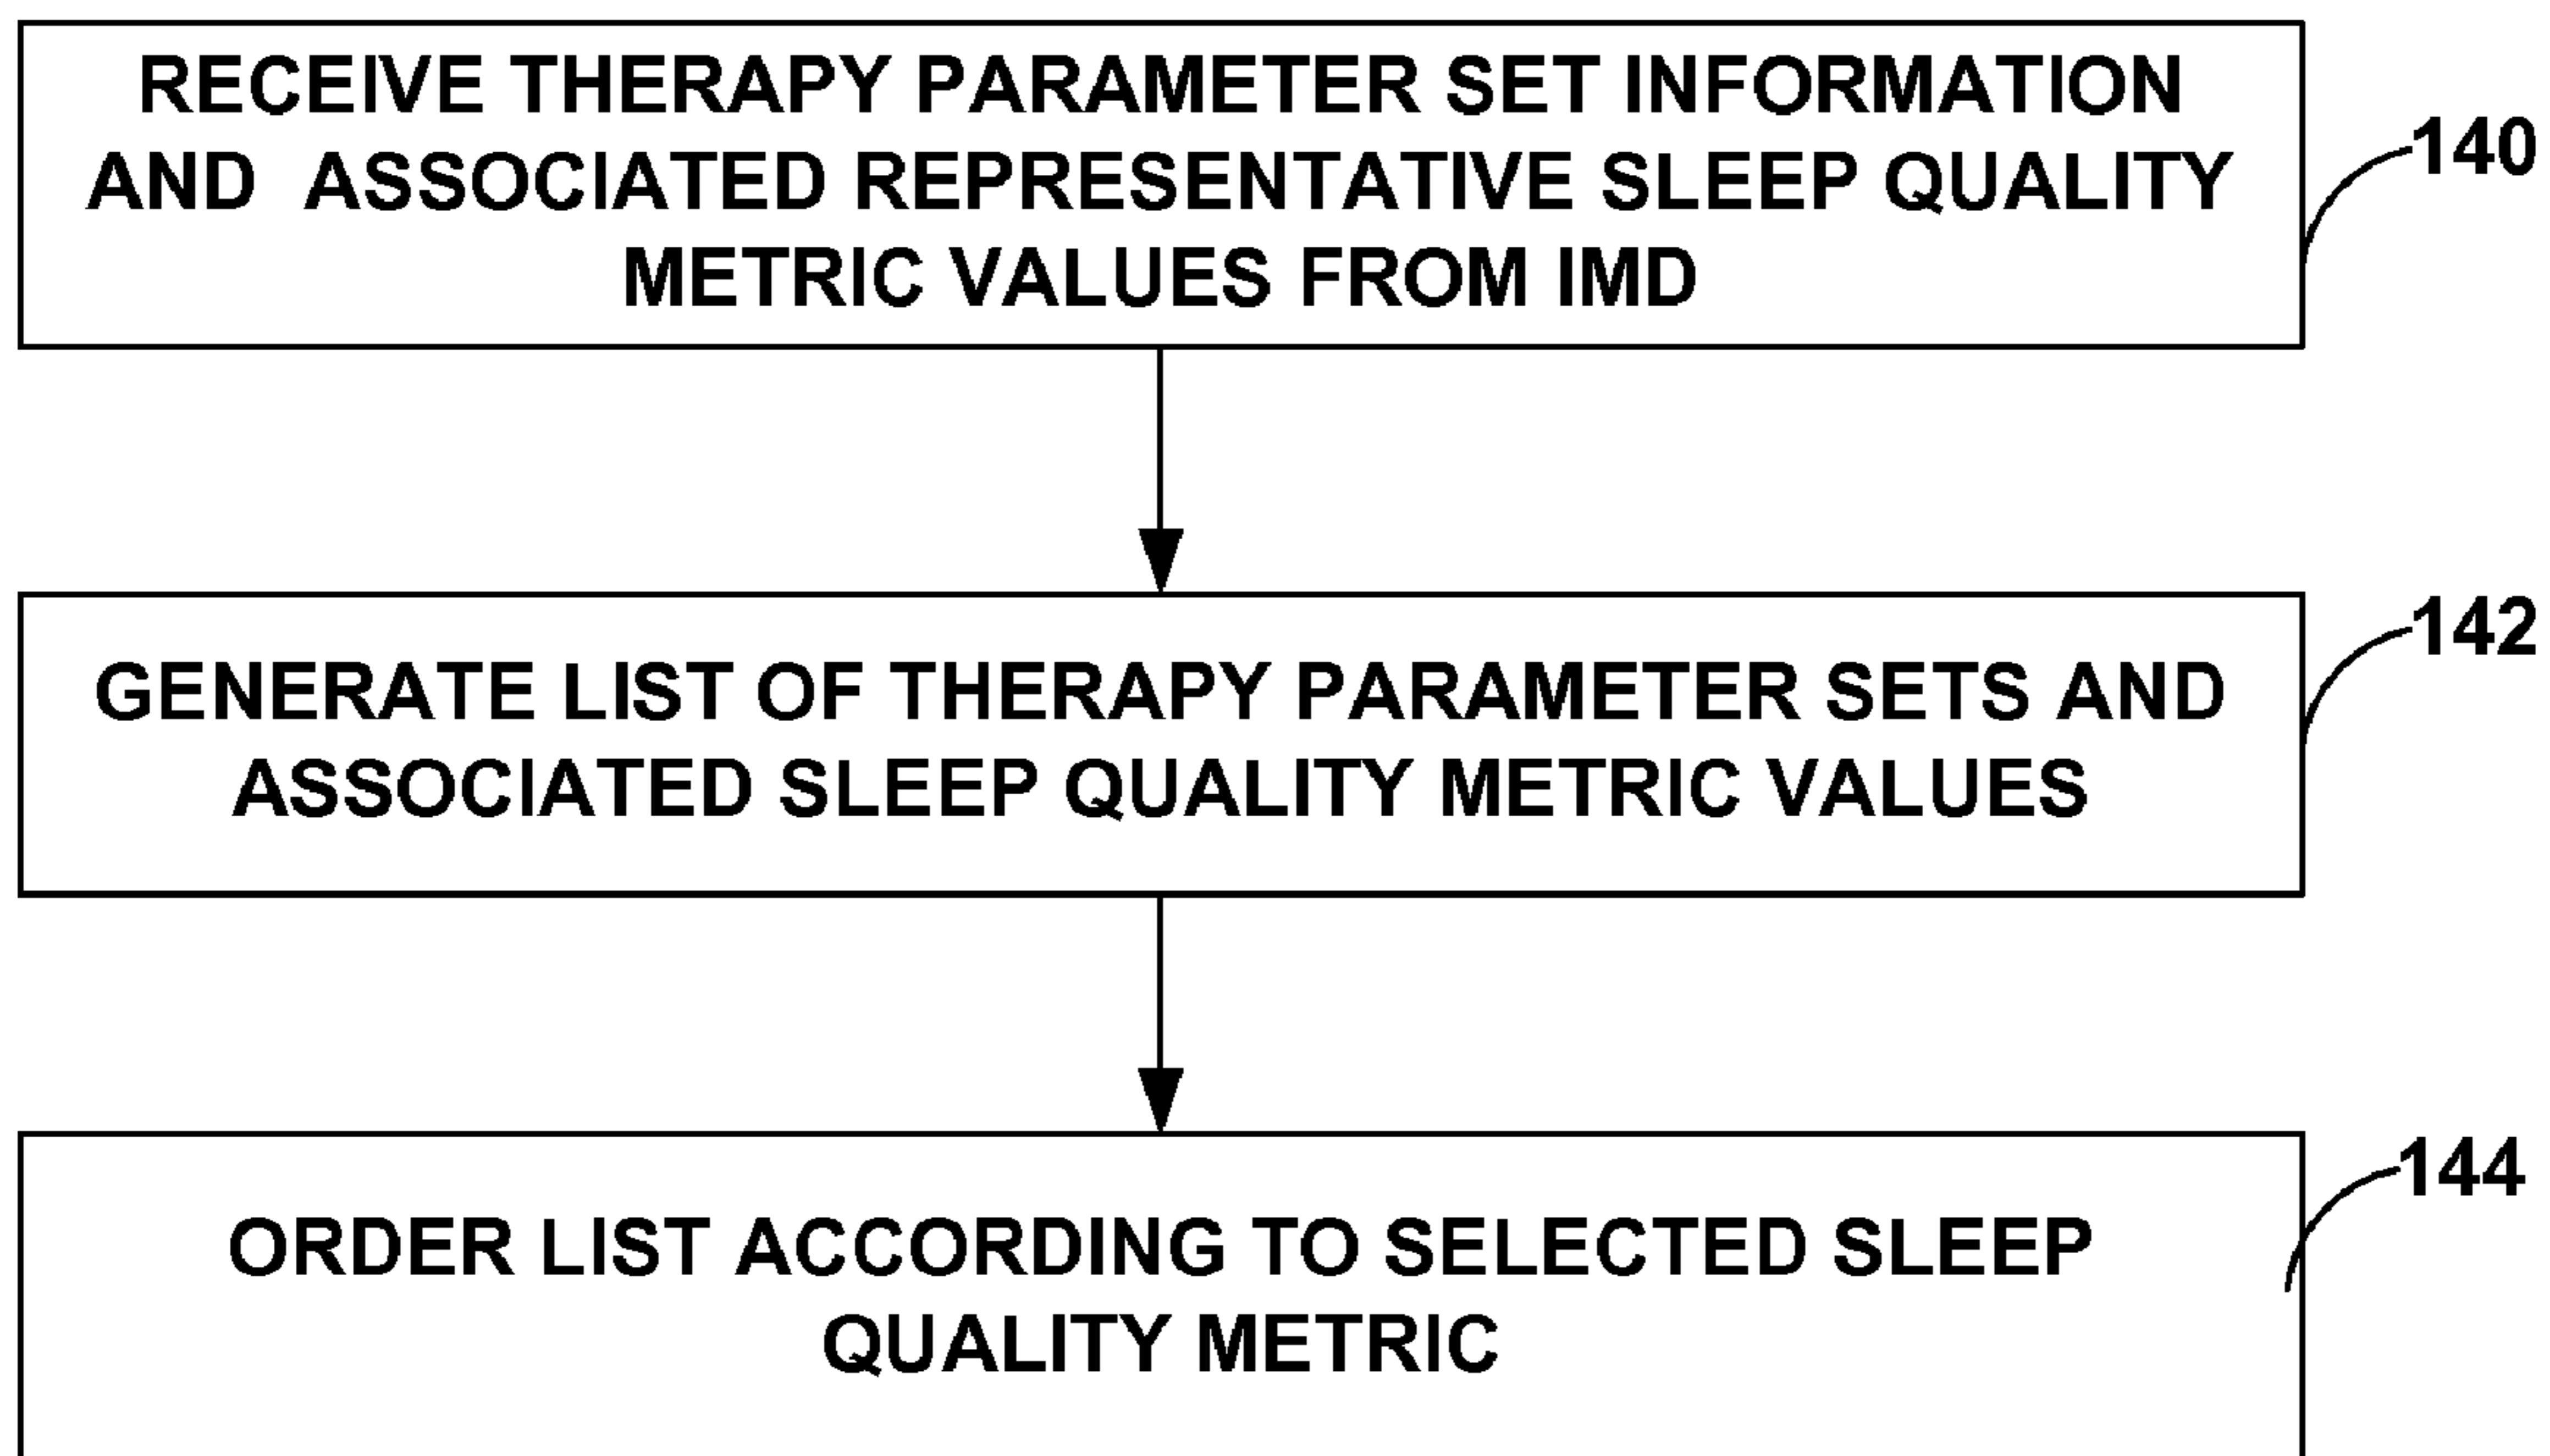 RECEIVE THERAPY PARAMETER SET INFORMATION
AND ASSOCIATED REPRESENTATIVE SLEEP QUALITY
METRIC VALUES FROM IMD
140
GENERATE LIST OF THERAPY PARAMETER SETS AND
ASSOCIATED SLEEP QUALITY METRIC VALUES
142
ORDER LIST ACCORDING TO SELECTED SLEEP
QUALITY METRIC
144